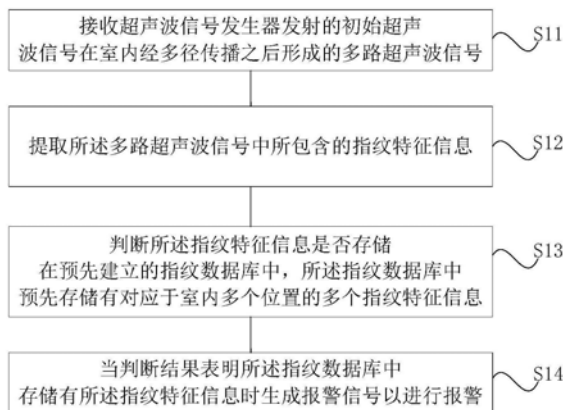 接收超声波信号发生器发射的初始超声
波信号在室内经多径传播之后形成的多路超声波信号
S11
提取所述多路超声波信号中所包含的指纹特征信息
S12
判断所述指纹特征信息是否存储
在预先建立的指纹数据库中，所述指纹数据库中
预先存储有对应于室内多个位置的多个指纹特征信息
S13
当判断结果表明所述指纹数据库中
存储有所述指纹特征信息时生成报警信号以进行报警
S14